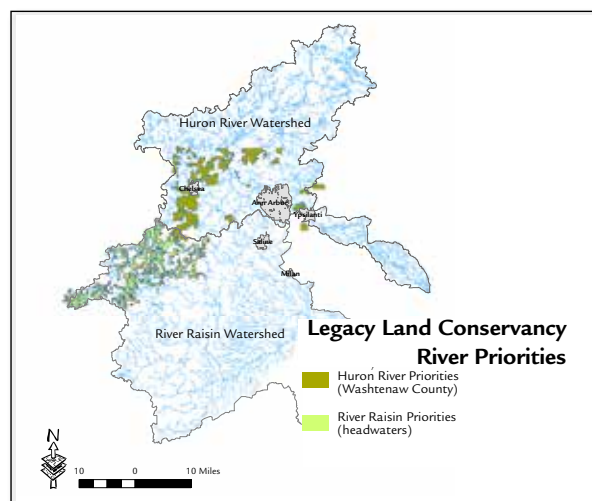 Huron River Watershed
Chelsea
Ann Arbor
Ypsilanti
Saline
Milan
River Raisin Watershed
Legacy Land Conservancy
River Priorities
Huron River Priorities
(Washtenaw County)
River Raisin Priorities
(headwaters)
N
10 0 10 Miles